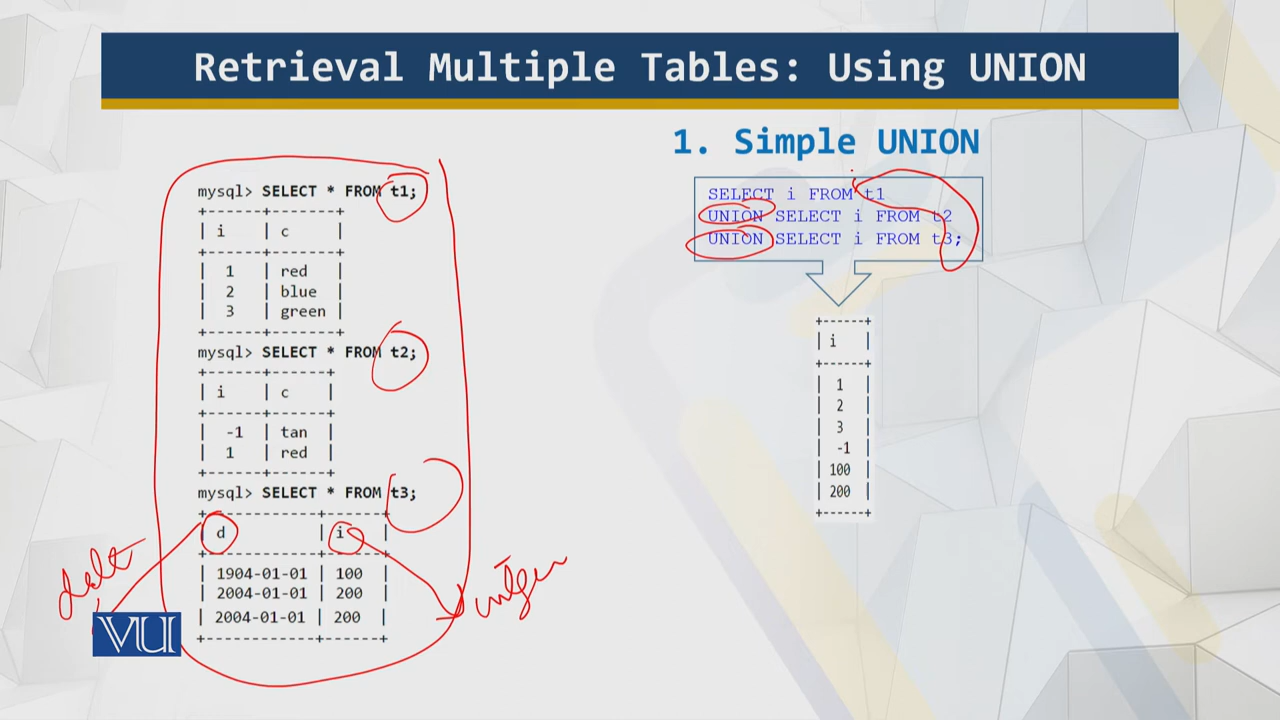 Retrieval Multiple Tables: Using UNION
1. Simple UNION
mysql> SELECT * FROM t1;
+------+-------+
| i | c |
+------+-------+
| 1 | red |
| 2 | blue |
| 3 | green |
+------+-------+
mysql> SELECT * FROM t2;
+------+------+
| i | c |
+------+------+
| -1 | tan |
| 1 | red |
+------+------+
mysql> SELECT * FROM t3;
+------------+------+
| d | i |
+------------+------+
| 1904-01-01 | 100 |
| 2004-01-01 | 200 |
| 2004-01-01 | 200 |
+------------+------+
integer
VU
SELECT i FROM t1
UNION SELECT i FROM t2
UNION SELECT i FROM t3;
+------+
| i |
+------+
| 1 |
| 2 |
| 3 |
| -1 |
| 100 |
| 200 |
+------+